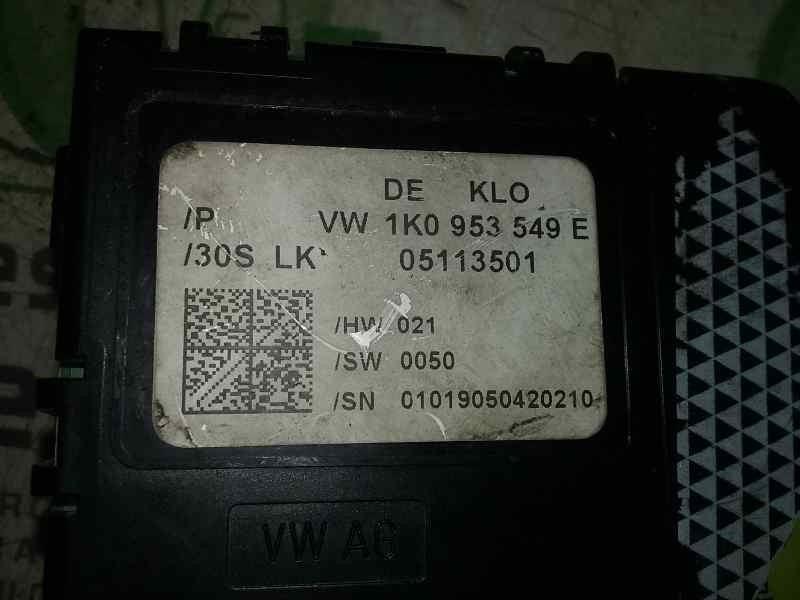 DE KLO
/P VW 1K0 953 549 E
/30S LK 05113501
/HW 021
/SW 0050
/SN 01019050420210
VW AG